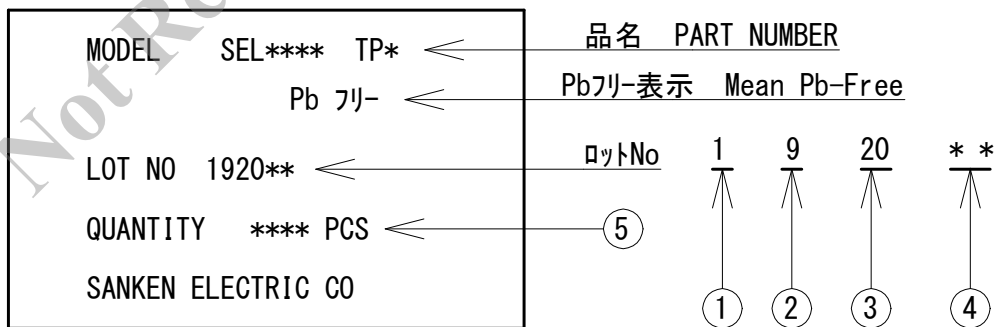 MODEL SEL**** TP*
Pb フリー
LOT NO 1920**
QUANTITY **** PCS
SANKEN ELECTRIC CO
品名 PART NUMBER
Pbフリー表示 Mean Pb-Free
ロットNo 1 9 20 **
⑤
① ② ③ ④
Not R